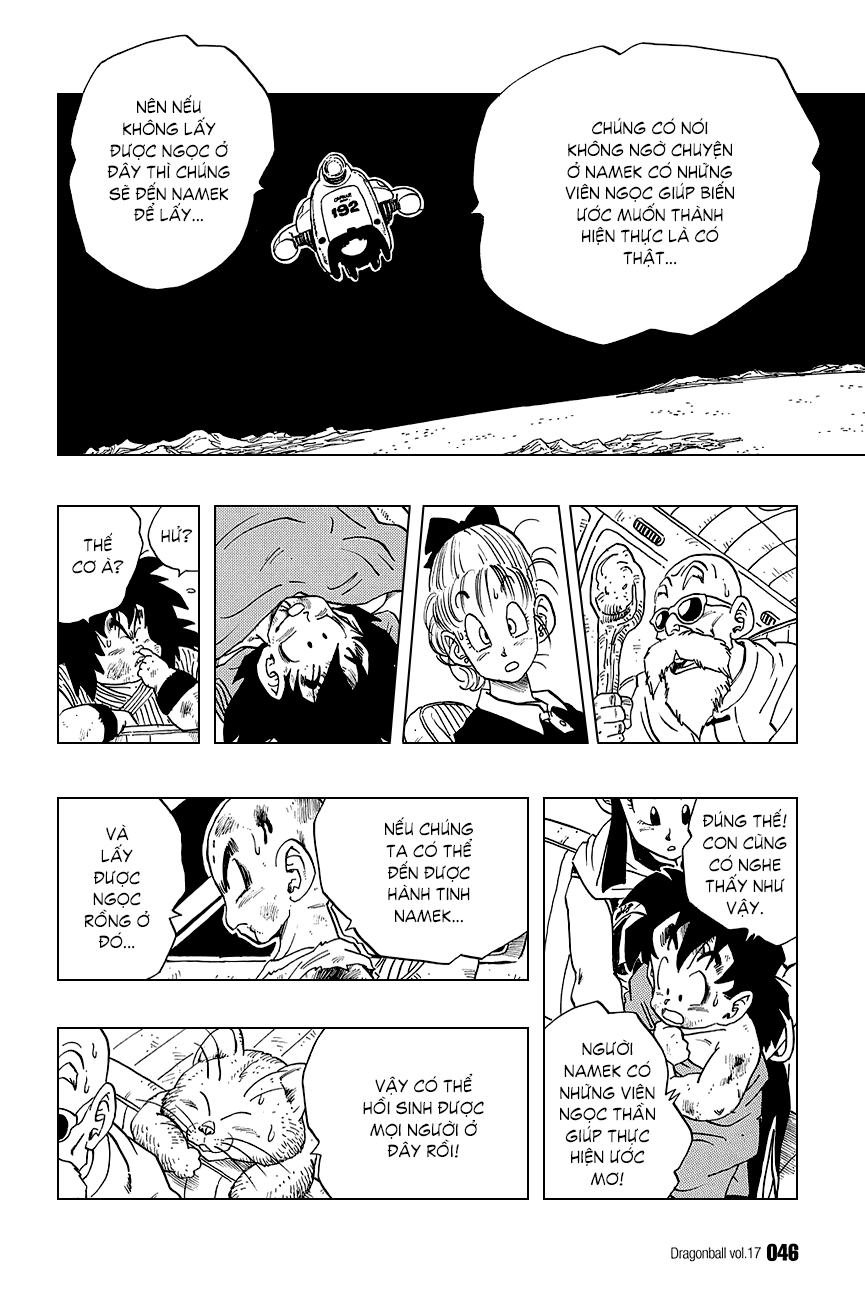 CHÚNG CÓ NÓI
KHÔNG NGỜ CHUYỆN
Ở NAMEK CÓ NHỮNG
VIÊN NGỌC GIÚP BIẾN
ƯỚC MUỐN THÀNH
HIỆN THỰC LÀ CÓ
THẬT...
NÊN NẾU
KHÔNG LẤY
ĐƯỢC NGỌC Ở
ĐÂY THÌ CHÚNG
SẼ ĐẾN NAMEK
ĐỂ LẤY...
192
HỬ?
THẾ
CƠ À?
ĐÚNG THẾ!
CON CŨNG
CÓ NGHE
THẤY NHƯ
VẬY.
NGƯỜI
NAMEK CÓ
NHỮNG VIÊN
NGỌC THẦN
GIÚP THỰC
HIỆN ƯỚC
MƠ!
NẾU CHÚNG
TA CÓ THỂ
ĐẾN ĐƯỢC
HÀNH TINH
NAMEK...
VÀ
LẤY
ĐƯỢC
NGỌC
RỒNG Ở
ĐÓ...
VẬY CÓ THỂ
HỒI SINH ĐƯỢC
MỌI NGƯỜI Ở
ĐÂY RỒI!
Dragonball vol.17 046